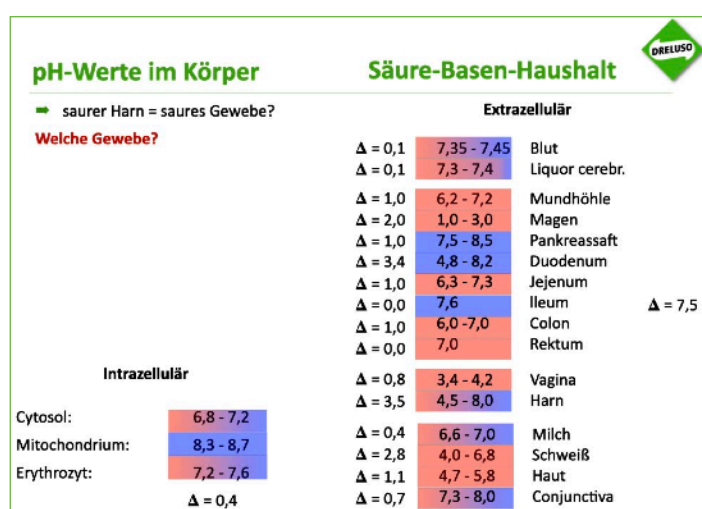 DRELUSO
pH-Werte im Körper
Säure-Basen-Haushalt
➡ saurer Harn = saures Gewebe?
Welche Gewebe?
Extrazellulär
Δ = 0,1 7,35 - 7,45 Blut
Δ = 0,1 7,3 - 7,4 Liquor cerebr.
Δ = 1,0 6,2 - 7,2 Mundhöhle
Δ = 2,0 1,0 - 3,0 Magen
Δ = 1,0 7,5 - 8,5 Pankreassaft
Δ = 3,4 4,8 - 8,2 Duodenum
Δ = 1,0 6,3 - 7,3 Jejenum
Δ = 0,0 7,6 Ileum Δ = 7,5
Δ = 1,0 6,0 -7,0 Colon
Δ = 0,0 7,0 Rektum
Δ = 0,8 3,4 - 4,2 Vagina
Δ = 3,5 4,5 - 8,0 Harn
Δ = 0,4 6,6 - 7,0 Milch
Δ = 2,8 4,0 - 6,8 Schweiß
Δ = 1,1 4,7 - 5,8 Haut
Δ = 0,7 7,3 - 8,0 Conjunctiva
Intrazellulär
Cytosol: 6,8 - 7,2
Mitochondrium: 8,3 - 8,7
Erythrozyt: 7,2 - 7,6
Δ = 0,4